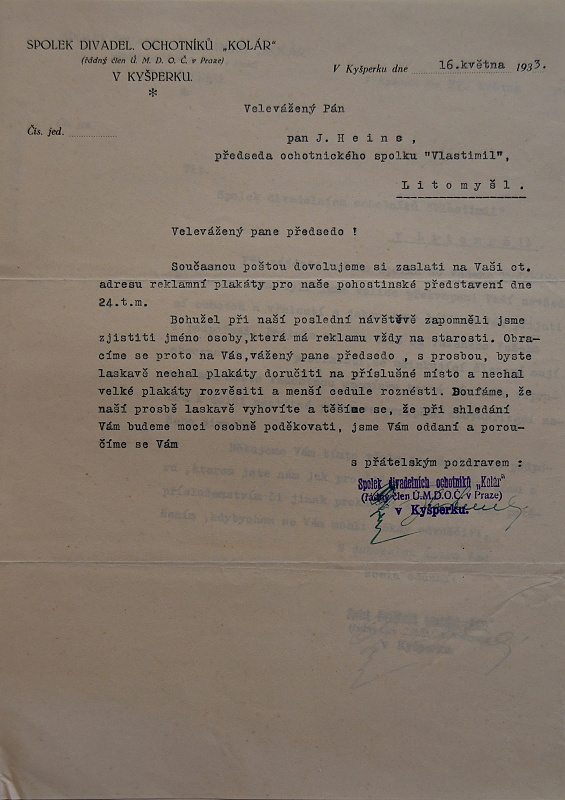 SPOLEK DIVADEL. OCHOTNÍKŮ „KOLÁR“
(řádný člen Ú. M. D. O. Č. v Praze)
V KYŠPERKU.
*
V Kyšperku dne 16.května 1933.
Čís. jed.
Velevážený Pán
pan J. Heinc,
předseda ochotnického spolku "Vlastimil",
Litomyšl.
Velevážený pane předsedo !
Současnou poštou dovolujeme si zaslati na Vaši ct.
adresu reklamní plakáty pro naše pohostinské představení dne
24.t.m.
Bohužel při naší poslední návštěvě zapomněli jsme
zjistiti jméno osoby,která má reklamu vždy na starosti. Obra-
címe se proto na Vás,vážený pane předsedo , s prosbou, byste
laskavě nechal plakáty doručiti na příslušné místo a nechal
velké plakáty rozvěsiti a menší cedule roznésti. Doufáme, že
naší prosbě laskavě vyhovíte a těšíme se, že při shledání
Vám budeme moci osobně poděkovati, jsme Vám oddaní a porou-
číme se Vám
s přátelským pozdravem :
Spolek divadelních ochotníků „Kolár“
(řádný člen Ú.M.D.O.Č. v Praze)
v Kyšperku.